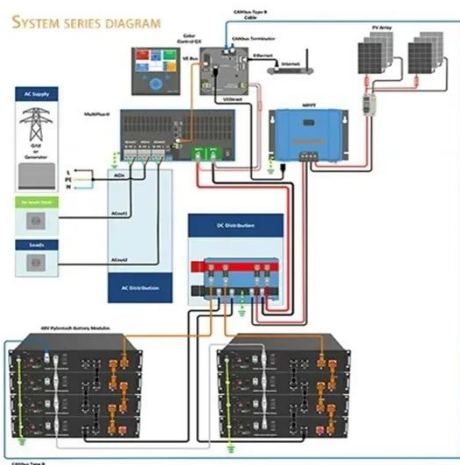 SYSTEM SERIES DIAGRAM
CANbus Type B
Cable
Color
Control GX
CANbus Terminator
PV Array
VE Bus
Ethernet
Internet
AC Supply
VEDirect
MultiPlus-II
MPPT
Grid
or
Generator
L
PE
N
ACin
ACout1
Loads
ACout2
DC Distribution
AC Distribution
48V Pylontech Battery Modules
CANbus Type B